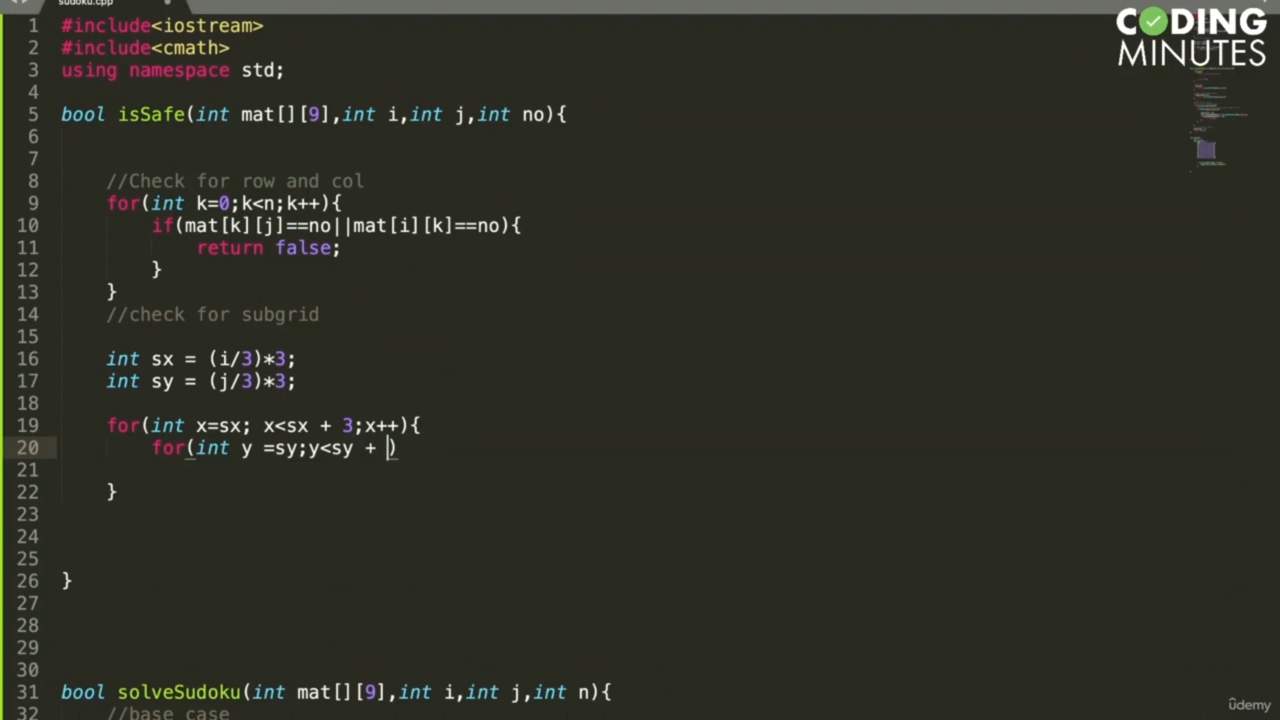 sudoku.cpp
CODING
MINUTES
1 #include<iostream>
2 #include<cmath>
3 using namespace std;
4
5 bool isSafe(int mat[][9],int i,int j,int no){
6
7
8 //Check for row and col
9 for(int k=0;k<n;k++){
10 if(mat[k][j]==no||mat[i][k]==no){
11 return false;
12 }
13 }
14 //check for subgrid
15
16 int sx = (i/3)*3;
17 int sy = (j/3)*3;
18
19 for(int x=sx; x<sx + 3;x++){
20 for(int y =sy;y<sy + )
21
22 }
23
24
25
26 }
27
28
29
30
31 bool solveSudoku(int mat[][9],int i,int j,int n){
32 //base case
ûdemy